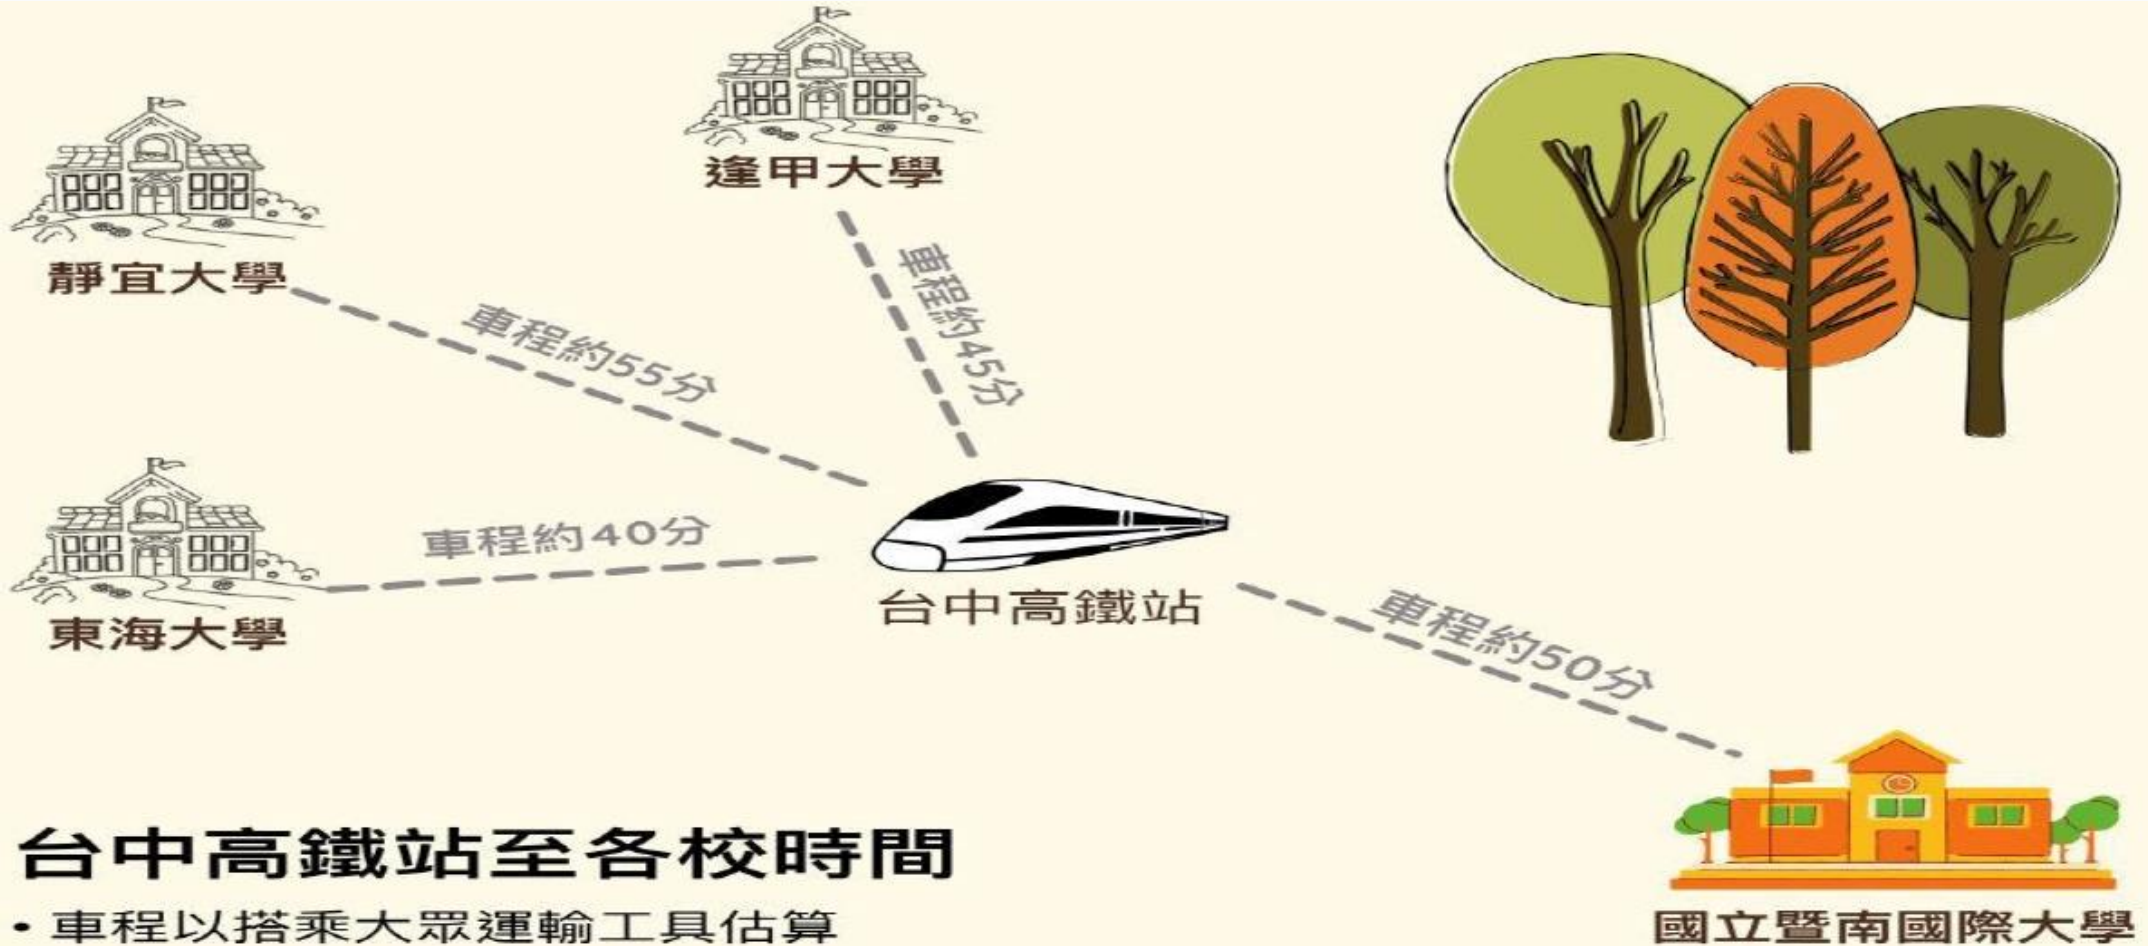 逢甲大學
靜宜大學
車程約45分
車程約55分
車程約40分
東海大學
台中高鐵站
車程約50分
台中高鐵站至各校時間
• 車程以搭乘大眾運輸工具估算
國立暨南國際大學